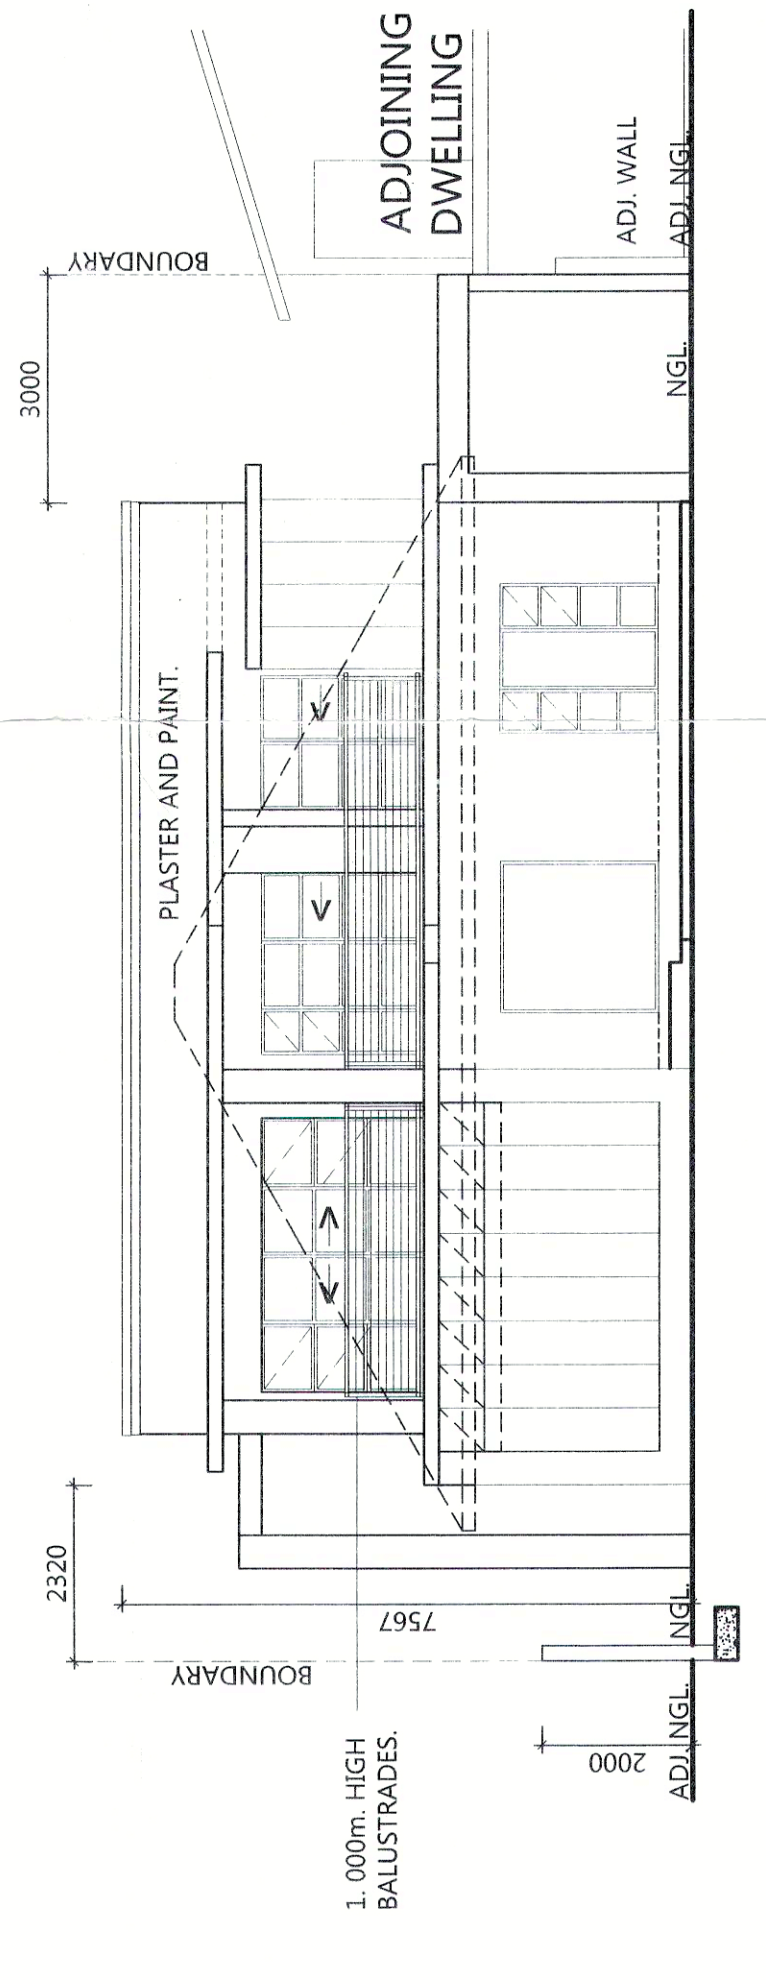 BOUNDARY
3000
ADJOINING
DWELLING
ADJ. WALL
ADJ. NGL.
NGL.
PLASTER AND PAINT.
2320
7567
BOUNDARY
NGL.
1. 000m. HIGH
BALUSTRADES.
2000
ADJ. NGL.